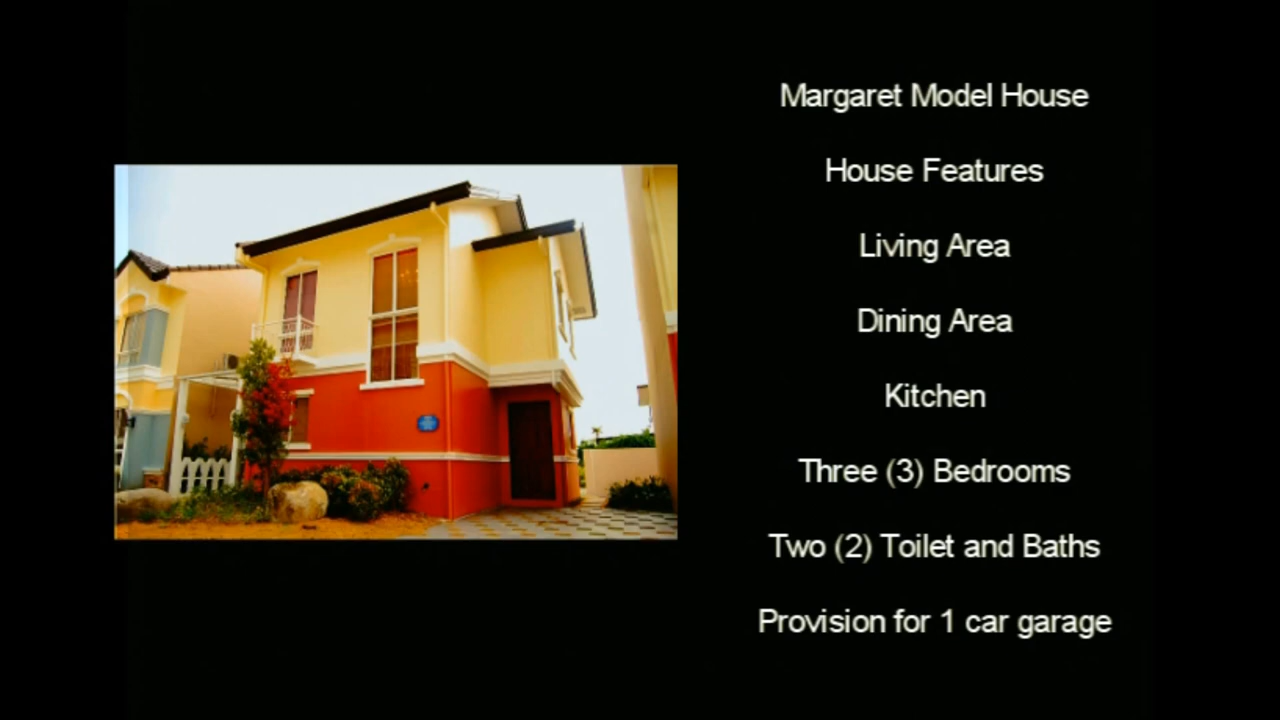 Margaret Model House
House Features
Living Area
Dining Area
Kitchen
Three (3) Bedrooms
Two (2) Toilet and Baths
Provision for 1 car garage